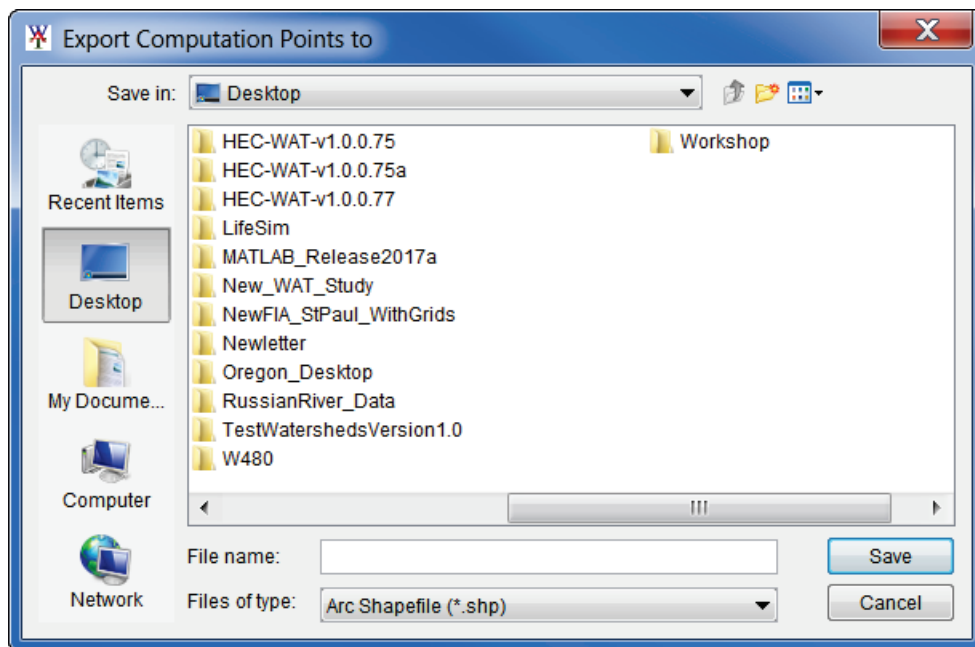 Export Computation Points to
Save in: Desktop
Recent Items
Desktop
My Docume...
Computer
Network
HEC-WAT-v1.0.0.75
HEC-WAT-v1.0.0.75a
HEC-WAT-v1.0.0.77
LifeSim
MATLAB_Release2017a
New_WAT_Study
NewFIA_StPaul_WithGrids
Newletter
Oregon_Desktop
RussianRiver_Data
TestWatershedsVersion1.0
W480
Workshop
File name:
Save
Files of type: Arc Shapefile (*.shp)
Cancel